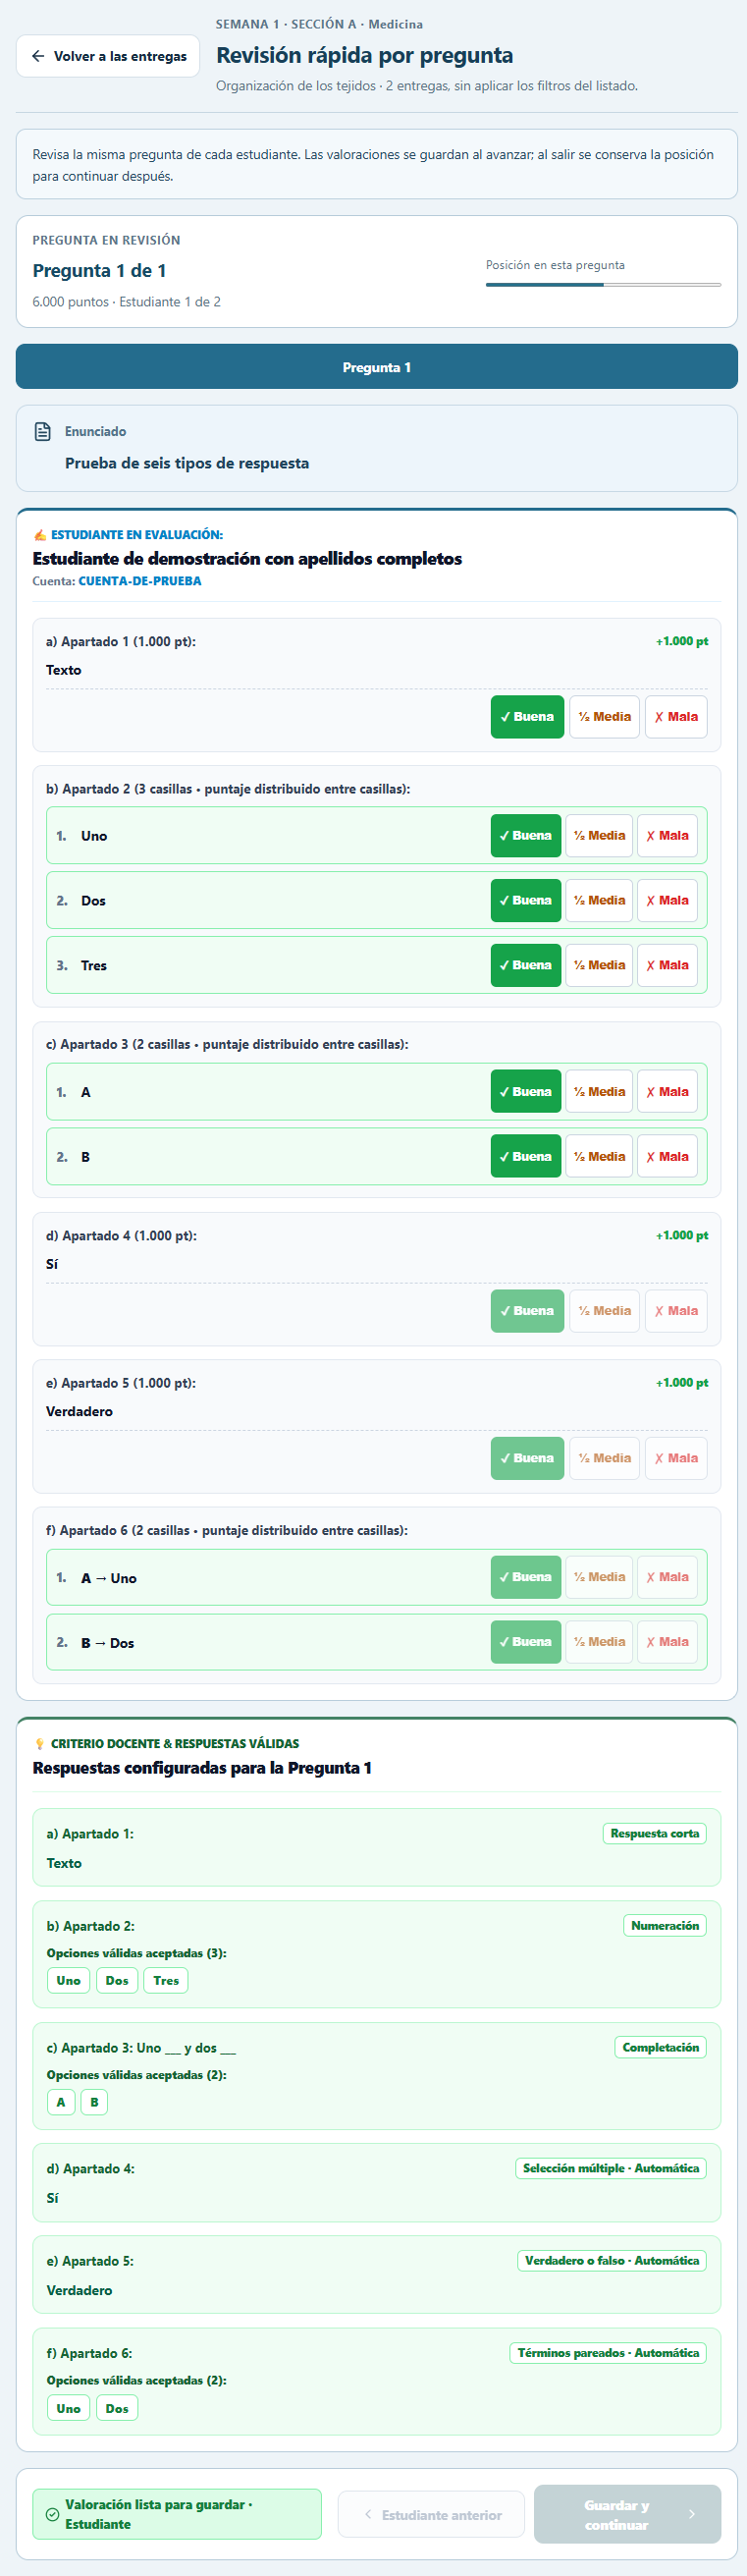 SEMANA 1 · SECCIÓN A · Medicina
← Volver a las entregas
Revisión rápida por pregunta
Organización de los tejidos · 2 entregas, sin aplicar los filtros del listado.
Revisa la misma pregunta de cada estudiante. Las valoraciones se guardan al avanzar; al salir se conserva la posición
para continuar después.
PREGUNTA EN REVISIÓN
Pregunta 1 de 1
Posición en esta pregunta
6.000 puntos · Estudiante 1 de 2
Pregunta 1
Enunciado
Prueba de seis tipos de respuesta
✍️ ESTUDIANTE EN EVALUACIÓN:
Estudiante de demostración con apellidos completos
Cuenta: CUENTA-DE-PRUEBA
a) Apartado 1 (1.000 pt): +1.000 pt
Texto
✓ Buena ½ Media ✗ Mala
b) Apartado 2 (3 casillas • puntaje distribuido entre casillas):
1. Uno ✓ Buena ½ Media ✗ Mala
2. Dos ✓ Buena ½ Media ✗ Mala
3. Tres ✓ Buena ½ Media ✗ Mala
c) Apartado 3 (2 casillas • puntaje distribuido entre casillas):
1. A ✓ Buena ½ Media ✗ Mala
2. B ✓ Buena ½ Media ✗ Mala
d) Apartado 4 (1.000 pt): +1.000 pt
Sí
✓ Buena ½ Media ✗ Mala
e) Apartado 5 (1.000 pt): +1.000 pt
Verdadero
✓ Buena ½ Media ✗ Mala
f) Apartado 6 (2 casillas • puntaje distribuido entre casillas):
1. A → Uno ✓ Buena ½ Media ✗ Mala
2. B → Dos ✓ Buena ½ Media ✗ Mala
💡 CRITERIO DOCENTE & RESPUESTAS VÁLIDAS
Respuestas configuradas para la Pregunta 1
a) Apartado 1: Respuesta corta
Texto
b) Apartado 2: Numeración
Opciones válidas aceptadas (3):
Uno Dos Tres
c) Apartado 3: Uno ___ y dos ___ Completación
Opciones válidas aceptadas (2):
A B
d) Apartado 4: Selección múltiple · Automática
Sí
e) Apartado 5: Verdadero o falso · Automática
Verdadero
f) Apartado 6: Términos pareados · Automática
Opciones válidas aceptadas (2):
Uno Dos
Valoración lista para guardar ·
Estudiante
‹ Estudiante anterior
Guardar y
continuar ›